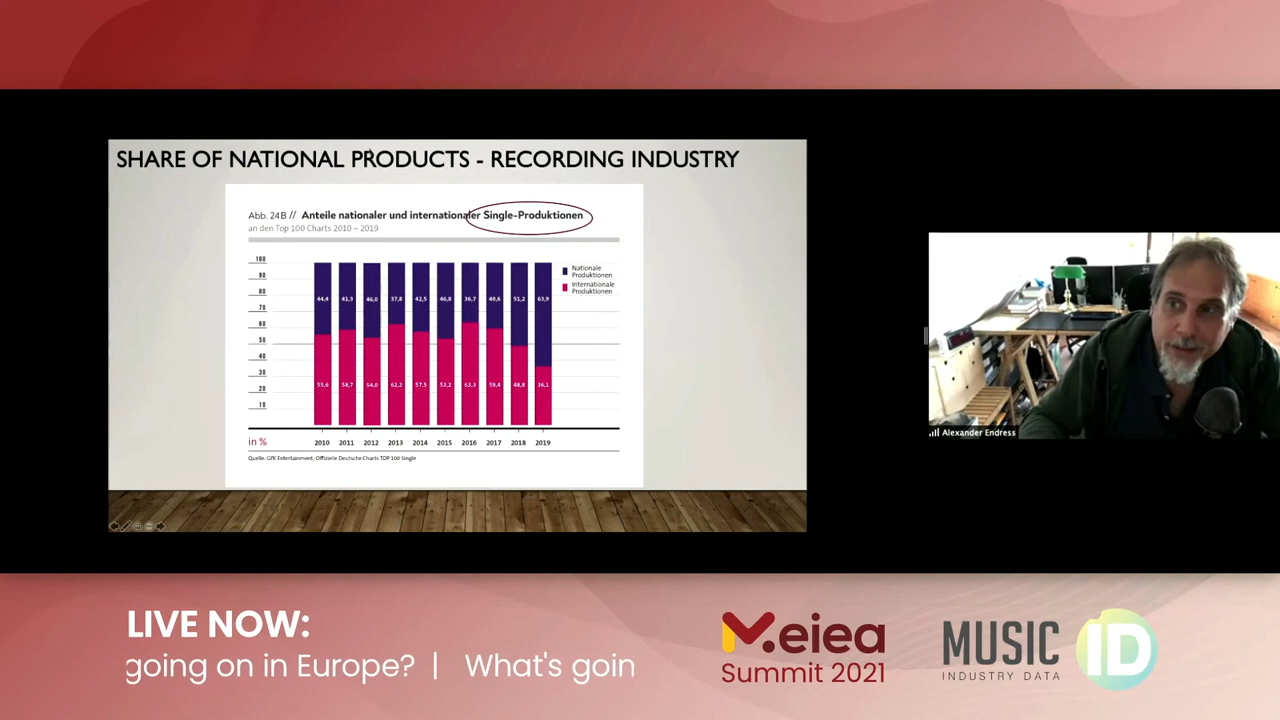 SHARE OF NATIONAL PRODUCTS - RECORDING INDUSTRY
Abb. 24B // Anteile nationaler und internationaler Single-Produktionen
an den Top 100 Charts 2010 – 2019
100
90
80
70
60
50
40
30
20
10
44,4 41,3 46,0 37,8 42,5 46,8 36,7 40,6 51,2 63,9
55,6 58,7 54,0 62,2 57,5 53,2 63,3 59,4 48,8 36,1
Nationale
Produktionen
Internationale
Produktionen
in % 2010 2011 2012 2013 2014 2015 2016 2017 2018 2019
Quelle: GfK Entertainment; Offizielle Deutsche Charts TOP 100 Single
Alexander Endress
LIVE NOW:
going on in Europe? | What's goin
meiea
Summit 2021
MUSIC
INDUSTRY DATA
ID